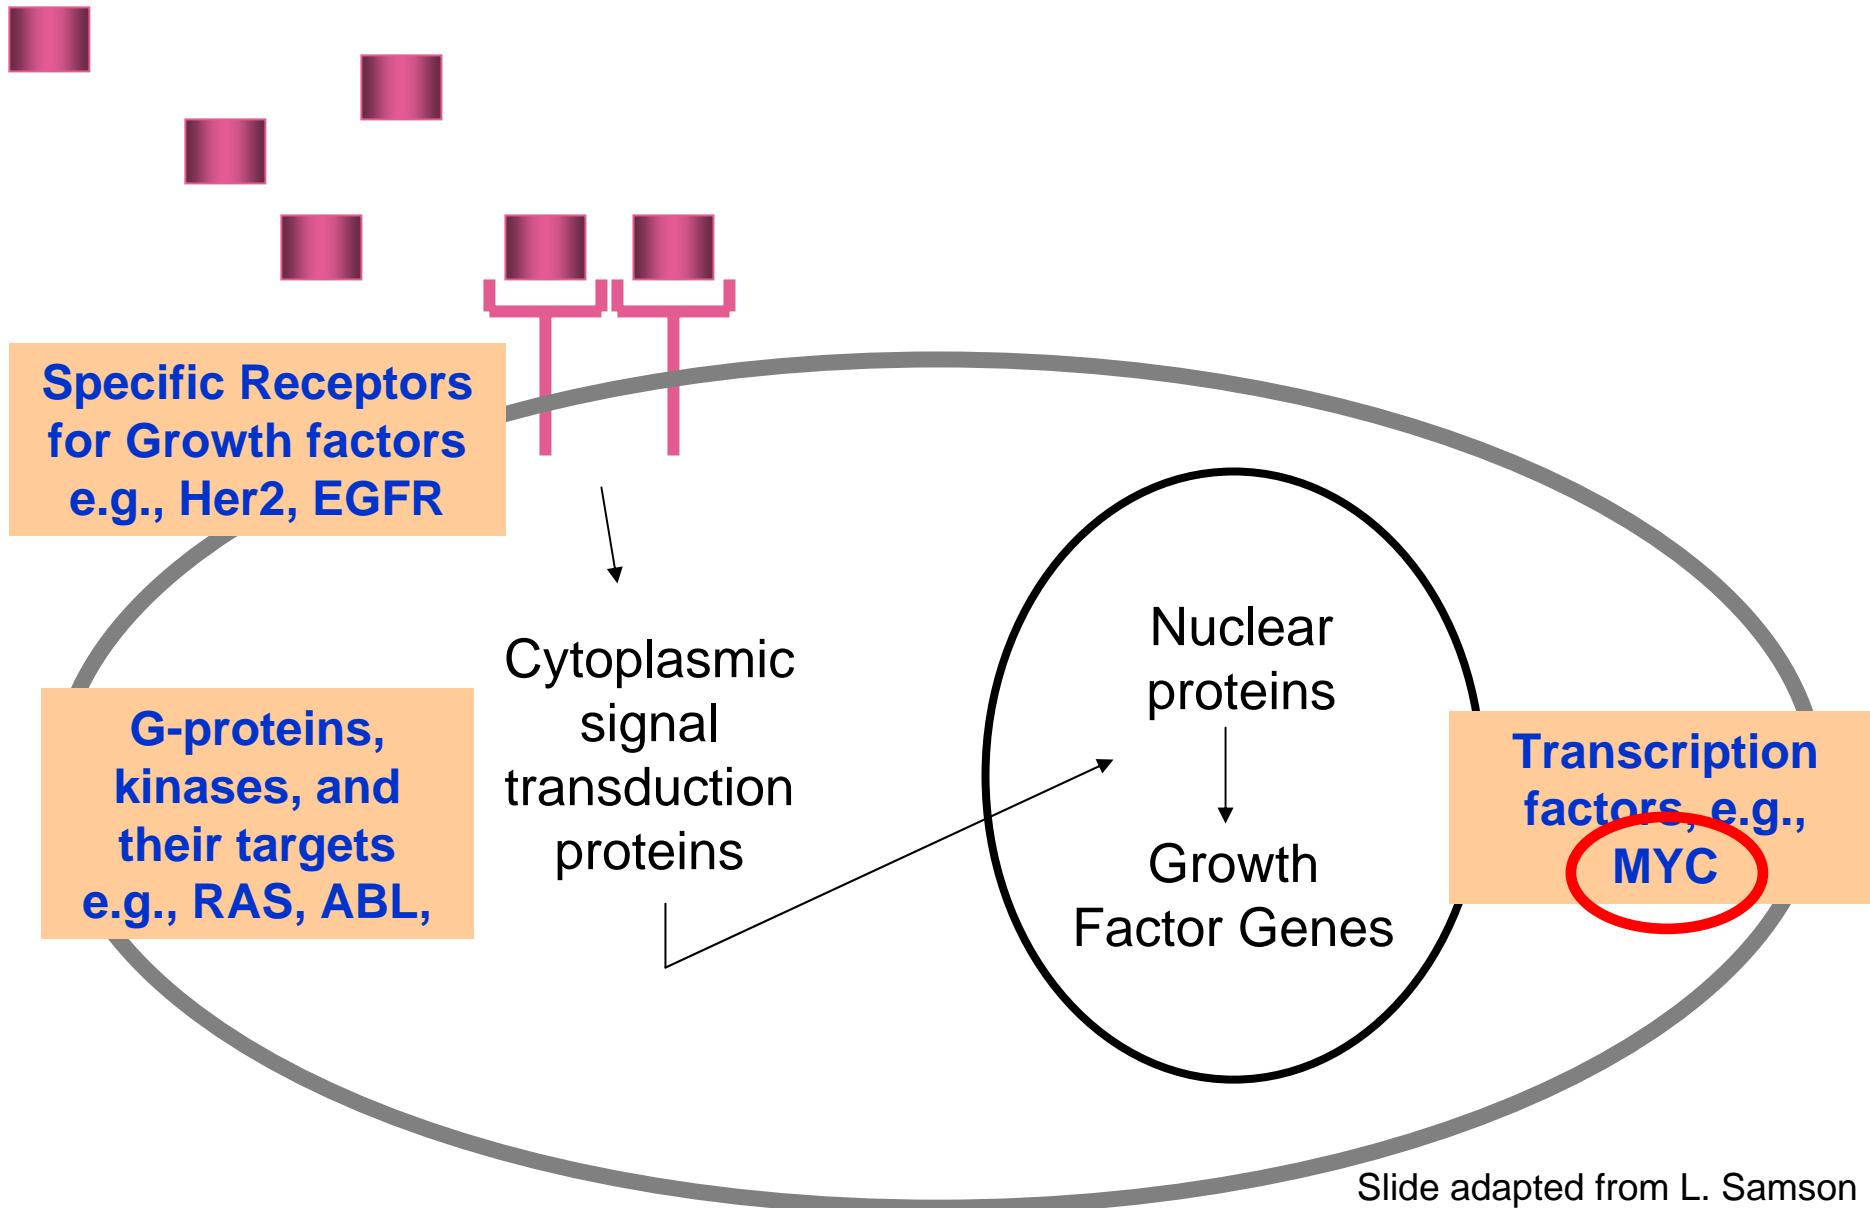 Specific Receptors
for Growth factors
e.g., Her2, EGFR
G-proteins,
kinases, and
their targets
e.g., RAS, ABL,
Cytoplasmic
signal
transduction
proteins
Nuclear
proteins
Growth
Factor Genes
Transcription
factors, e.g.,
MYC
Slide adapted from L. Samson